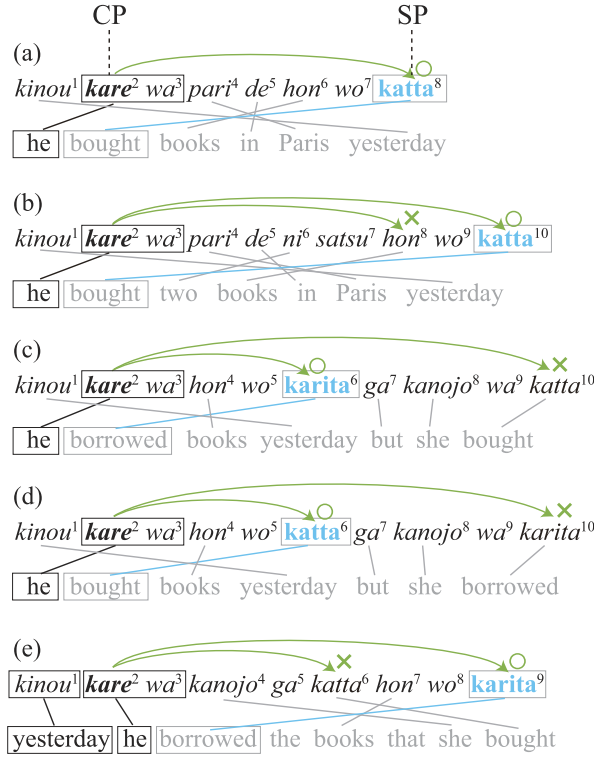 CP SP
(a)
kinou¹ kare² wa³ pari⁴ de⁵ hon⁶ wo⁷ katta⁸
he bought books in Paris yesterday
(b)
kinou¹ kare² wa³ pari⁴ de⁵ ni⁶ satsu⁷ hon⁸ wo⁹ katta¹⁰
he bought two books in Paris yesterday
(c)
kinou¹ kare² wa³ hon⁴ wo⁵ karita⁶ ga⁷ kanojo⁸ wa⁹ katta¹⁰
he borrowed books yesterday but she bought
(d)
kinou¹ kare² wa³ hon⁴ wo⁵ katta⁶ ga⁷ kanojo⁸ wa⁹ karita¹⁰
he bought books yesterday but she borrowed
(e)
kinou¹ kare² wa³ kanojo⁴ ga⁵ katta⁶ hon⁷ wo⁸ karita⁹
yesterday he borrowed the books that she bought